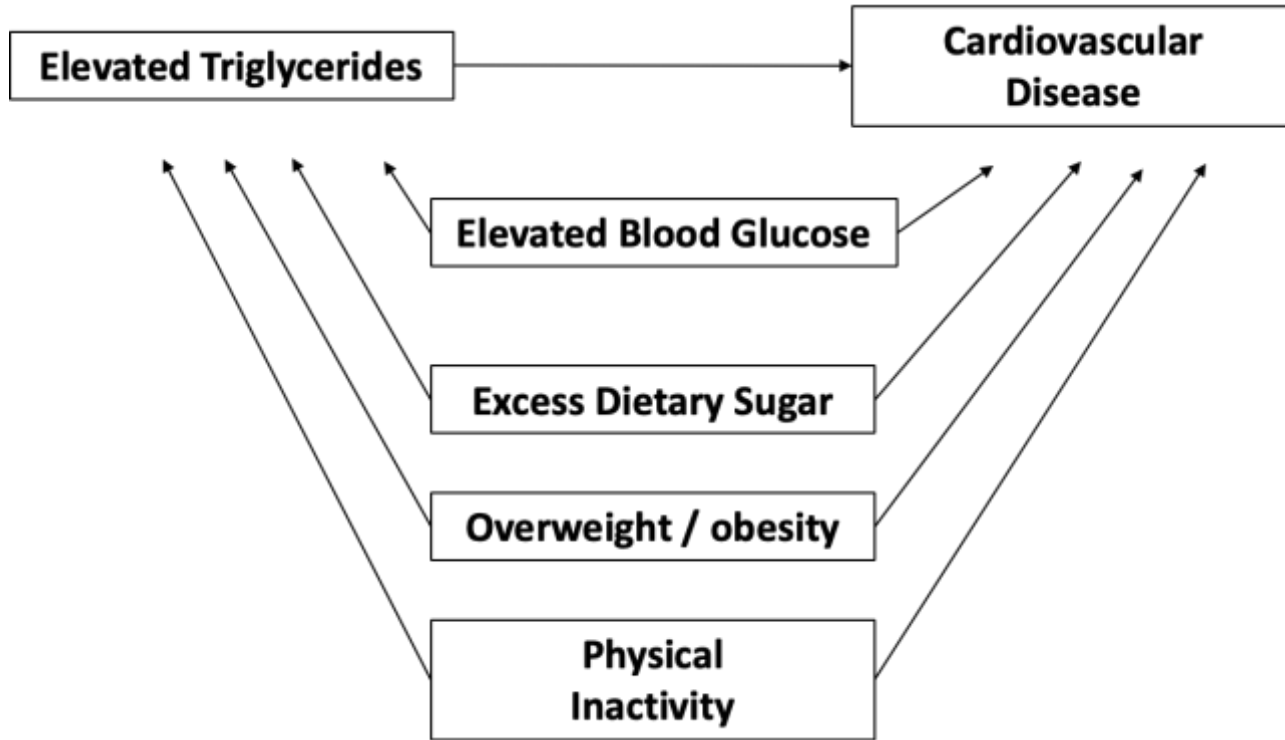 Elevated Triglycerides
Cardiovascular
Disease
Elevated Blood Glucose
Excess Dietary Sugar
Overweight / obesity
Physical
Inactivity